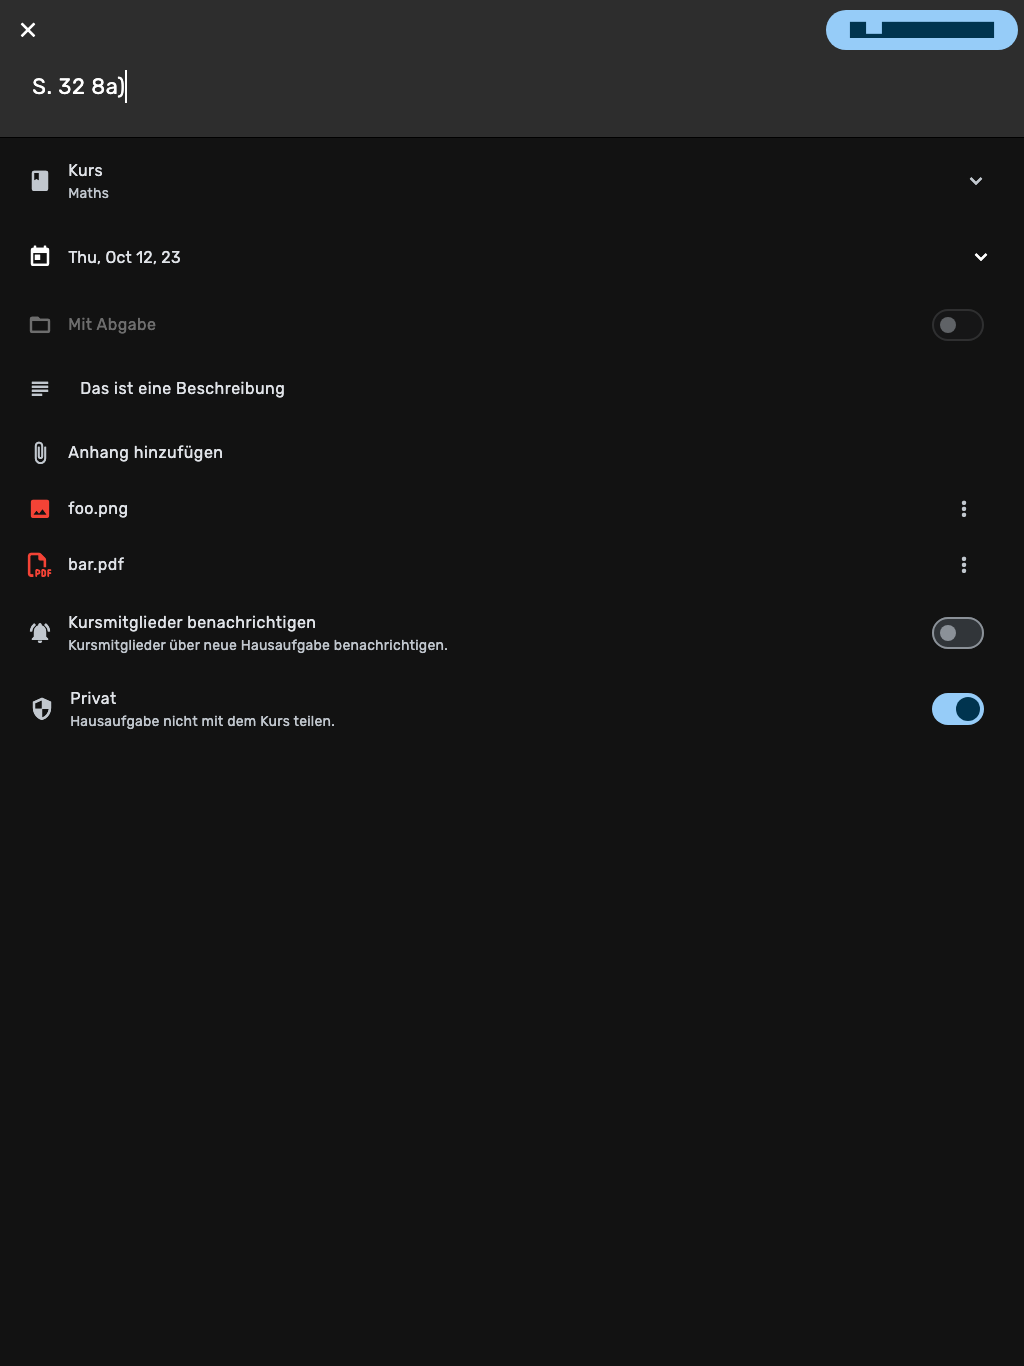 S. 32 8a)
Kurs
Maths
Thu, Oct 12, 23
Mit Abgabe
Das ist eine Beschreibung
Anhang hinzufügen
foo.png
PDF
bar.pdf
Kursmitglieder benachrichtigen
Kursmitglieder über neue Hausaufgabe benachrichtigen.
Privat
Hausaufgabe nicht mit dem Kurs teilen.